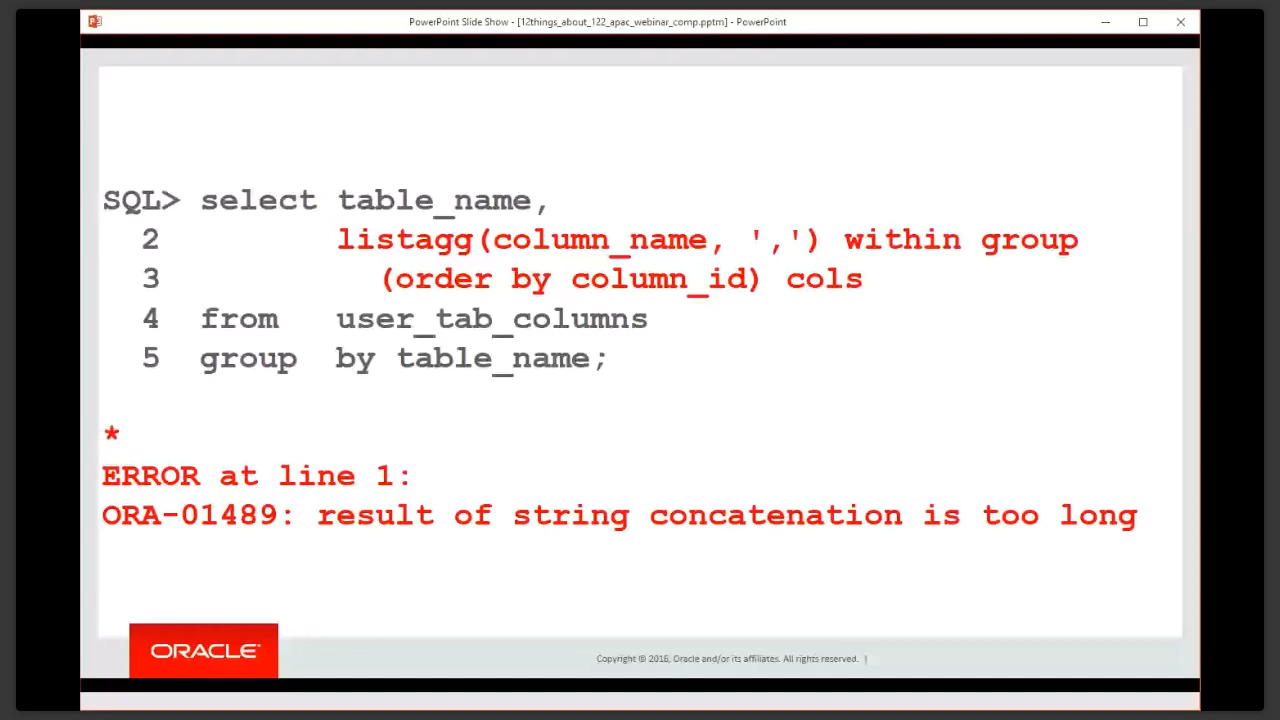 PowerPoint Slide Show - [12things_about_122_apac_webinar_comp.pptm] - PowerPoint
SQL> select table_name,
2 listagg(column_name, ',') within group
3 (order by column_id) cols
4 from user_tab_columns
5 group by table_name;
*
ERROR at line 1:
ORA-01489: result of string concatenation is too long
ORACLE
Copyright © 2016, Oracle and/or its affiliates. All rights reserved. |